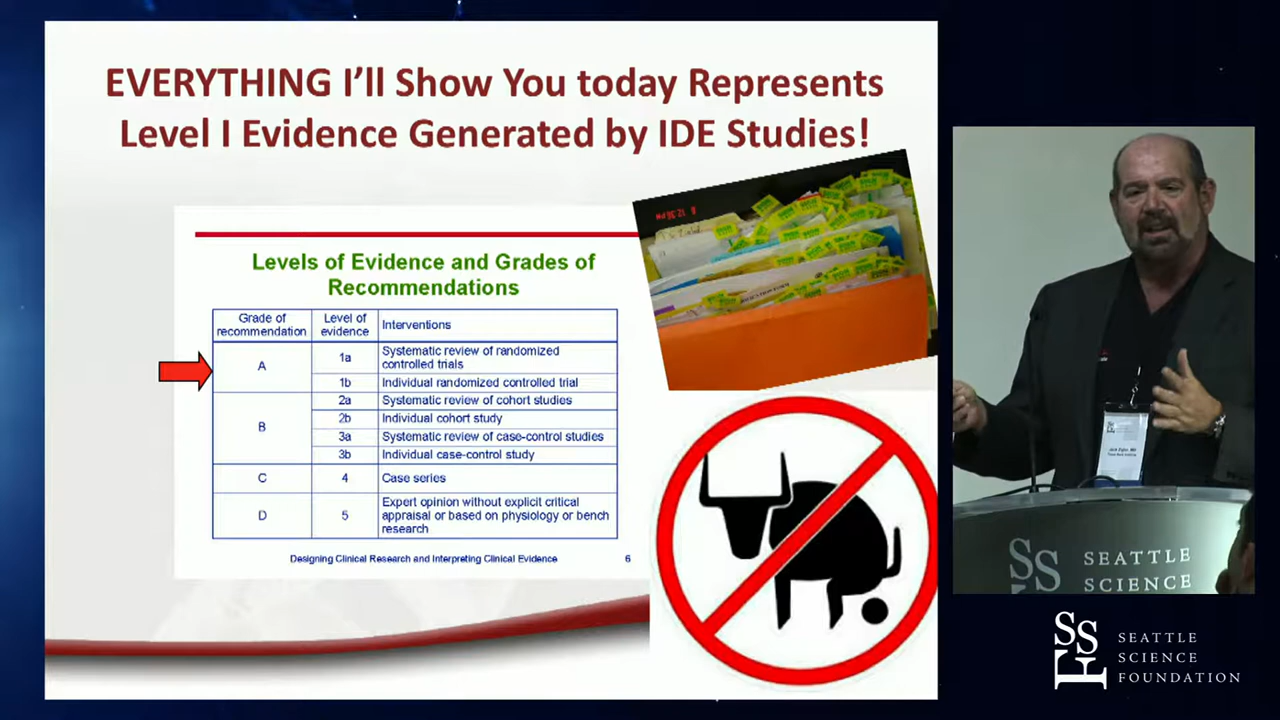 EVERYTHING I'll Show You today Represents
Level I Evidence Generated by IDE Studies!
Levels of Evidence and Grades of
Recommendations
Grade of
recommendation
Level of
evidence
Interventions
A
1a
Systematic review of randomized
controlled trials
1b
Individual randomized controlled trial
B
2a
Systematic review of cohort studies
2b
Individual cohort study
3a
Systematic review of case-control studies
3b
Individual case-control study
C
4
Case series
D
5
Expert opinion without explicit critical
appraisal or based on physiology or bench
research
Designing Clinical Research and Interpreting Clinical Evidence
6
SSF
SEATTLE
SCIENCE
SSF
SEATTLE
SCIENCE
FOUNDATION